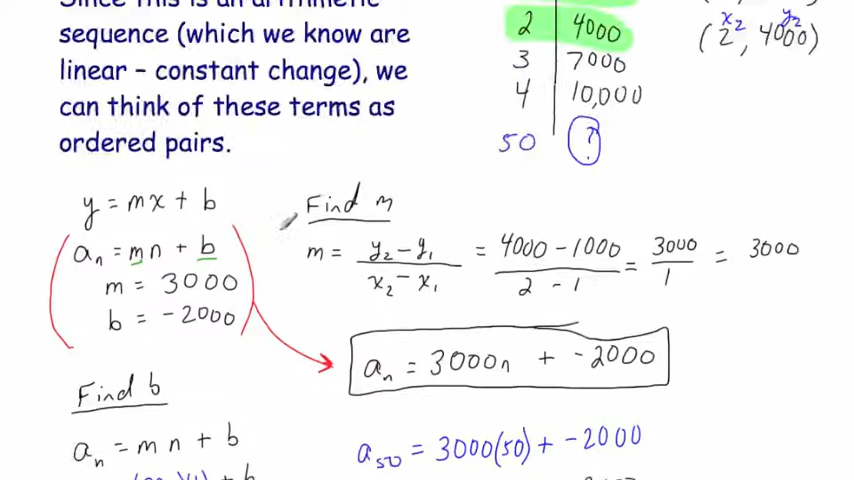 Since this is an arithmetic
sequence (which we know are
linear – constant change), we
can think of these terms as
ordered pairs.
2 4000
3 7000
4 10,000
50 ?
x2 y2
(2, 4000)
y = mx + b
an = mn + b
m = 3000
b = -2000
Find m
m = y2 - y1 / x2 - x1 = 4000 - 1000 / 2 - 1 = 3000 / 1 = 3000
an = 3000n + -2000
Find b
an = mn + b
a50 = 3000(50) + -2000